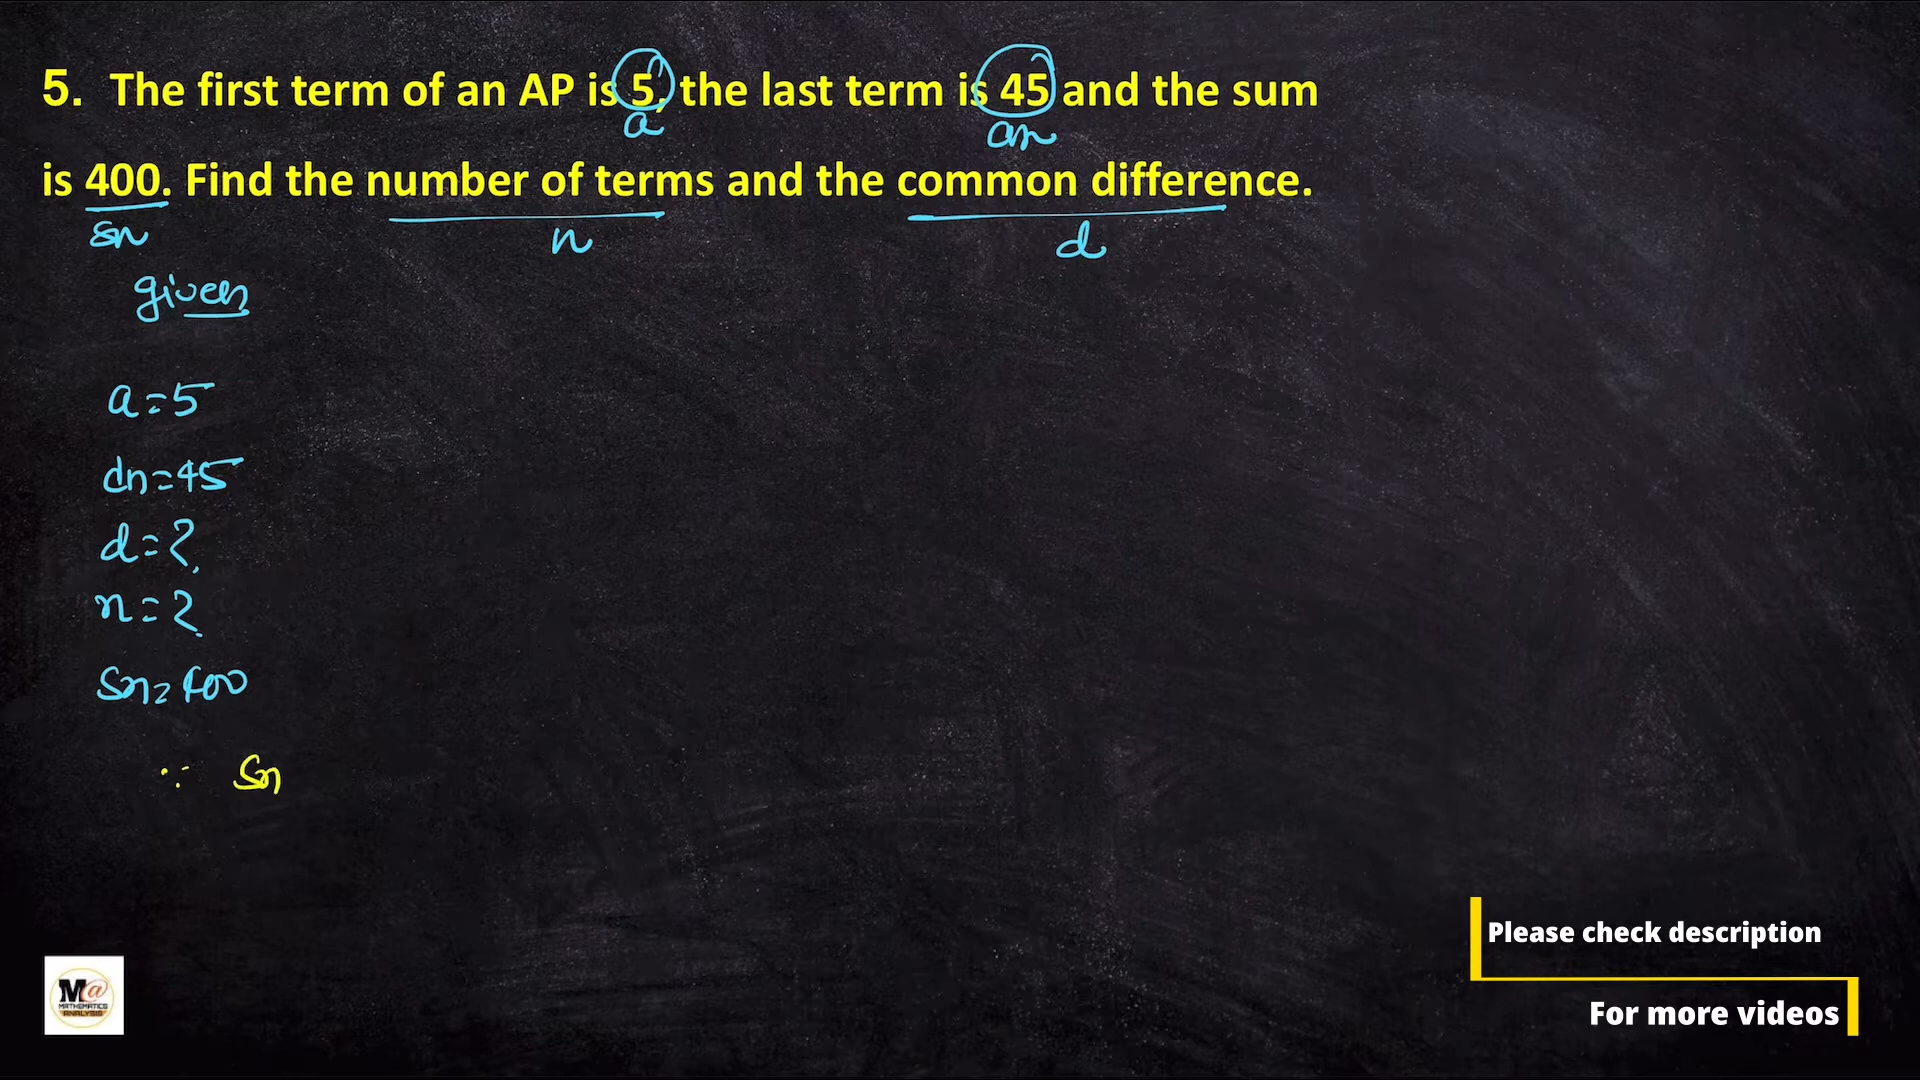 5. The first term of an AP is 5, the last term is 45 and the sum
a an
is 400. Find the number of terms and the common difference.
sn n d
given
a=5
an=45
d=?
n=?
Sn=400
∵ Sn
Please check description
For more videos
M@
MATHEMATICS
ANALYSIS